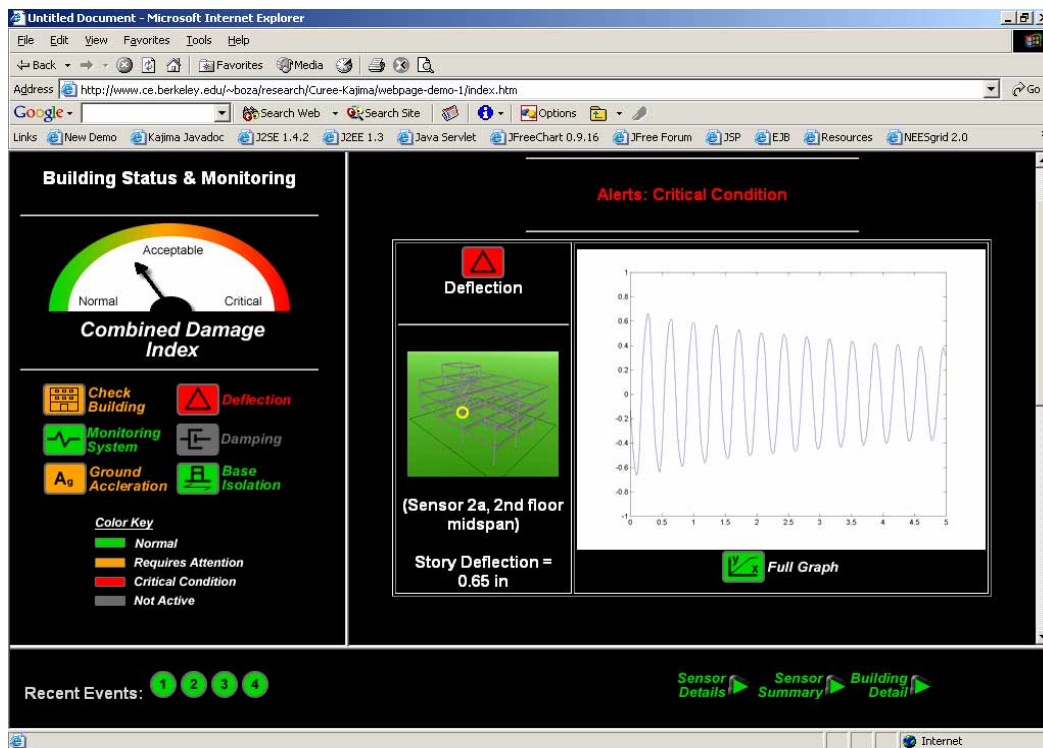 Untitled Document - Microsoft Internet Explorer
File Edit View Favorites Tools Help
Back Favorites Media
Address http://www.ce.berkeley.edu/~boza/research/Curee-Kajima/webpage-demo-1/index.htm Go
Google Search Web Search Site Options
Links New Demo Kajima Javadoc J2SE 1.4.2 J2EE 1.3 Java Servlet JFreeChart 0.9.16 JFree Forum JSP EJB Resources NEESgrid 2.0
Building Status & Monitoring
Acceptable
Normal Critical
Combined Damage
Index
Check
Building
Deflection
Monitoring
System
Damping
Ag
Ground
Accleration
Base
Isolation
Color Key
Normal
Requires Attention
Critical Condition
Not Active
Alerts: Critical Condition
Deflection
(Sensor 2a, 2nd floor
midspan)
Story Deflection =
0.65 in
1
0.8
0.6
0.4
0.2
0
-0.2
-0.4
-0.6
-0.8
-1
0 0.5 1 1.5 2 2.5 3 3.5 4 4.5 5
y x Full Graph
Recent Events: 1 2 3 4
Sensor
Details
Sensor
Summary
Building
Detail
Internet